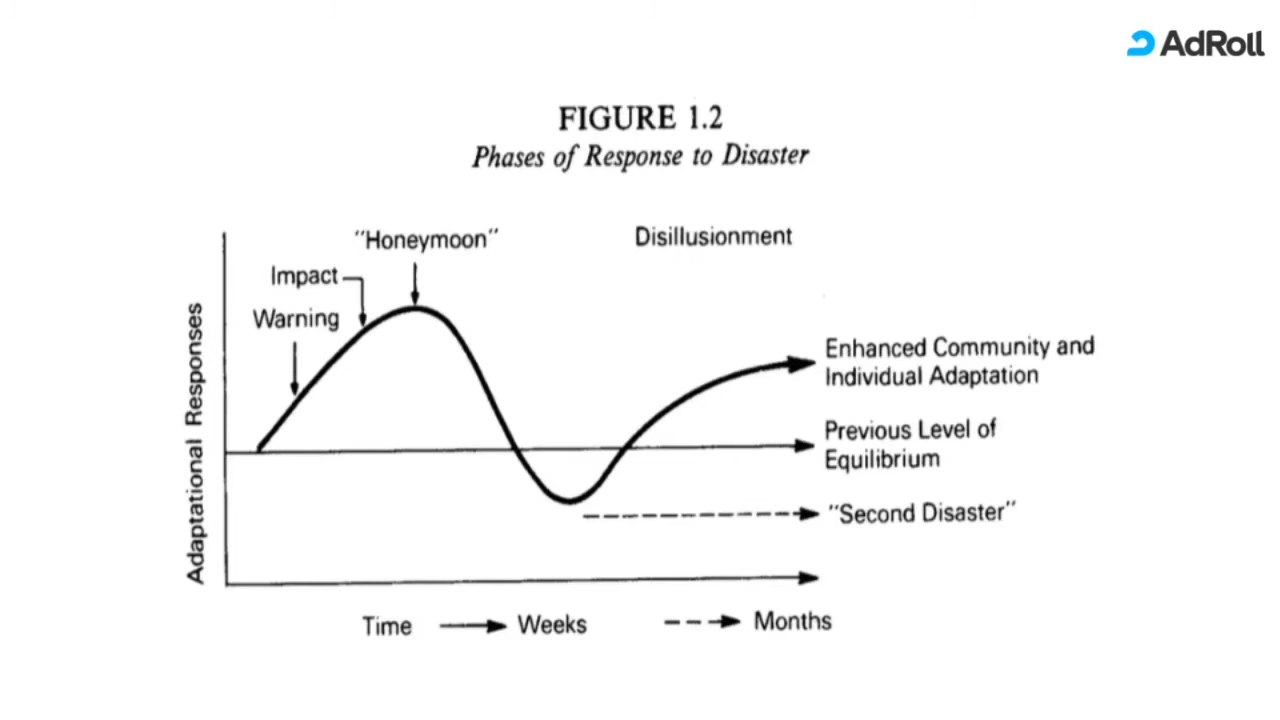 AdRoll
FIGURE 1.2
Phases of Response to Disaster
"Honeymoon"
Disillusionment
Impact
Warning
Adaptational Responses
Enhanced Community and
Individual Adaptation
Previous Level of
Equilibrium
"Second Disaster"
Time
Weeks
Months